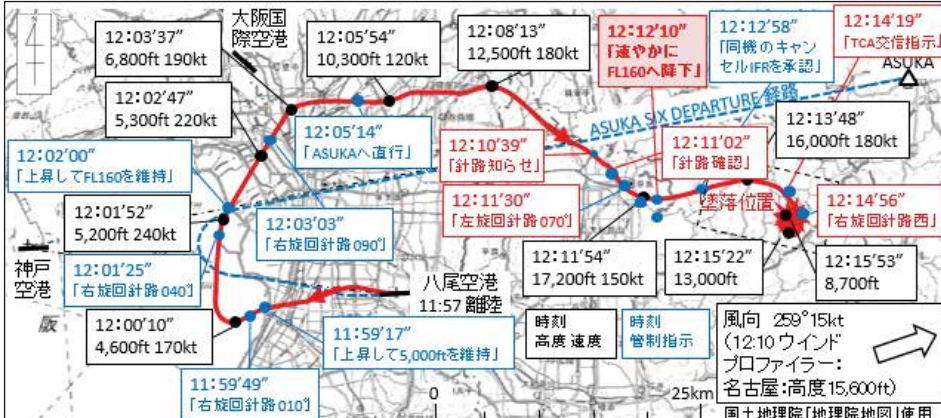 大阪国
際空港
12:03'37
6,800ft 190kt
12:05'54
10,300ft 120kt
12:08'13
12,500ft 180kt
12:12'10
「速やかに
FL160へ降下」
12:12'58
「同機のキャン
セルIFRを承認」
12:14'19
「TCA交信指示」
ASUKA
12:02'47
5,300ft 220kt
ASUKA SIX DEPARTURE 経路
12:05'14
「ASUKAへ直行」
12:13'48
16,000ft 180kt
12:02'00
「上昇してFL160を維持」
12:10'39
「針路知らせ」
12:11'02
「針路確認」
墜落位置
12:01'52
5,200ft 240kt
12:03'03
「右旋回針路090°」
12:11'30
「左旋回針路070°」
12:14'56
「右旋回針路西」
神戸
空港
12:01'25
「右旋回針路040°」
八尾空港
11:57 離陸
12:11'54
17,200ft 150kt
12:15'22
13,000ft
12:15'53
8,700ft
阪
12:00'10
4,600ft 170kt
11:59'17
「上昇して5,000ftを維持」
時刻
高度 速度
時刻
管制指示
風向 259°15kt
(12:10 ウインド
プロファイラー:
名古屋:高度15,600ft)
11:59'49
「右旋回針路010°」
0
25km
国土地理院「地理院地図」使用